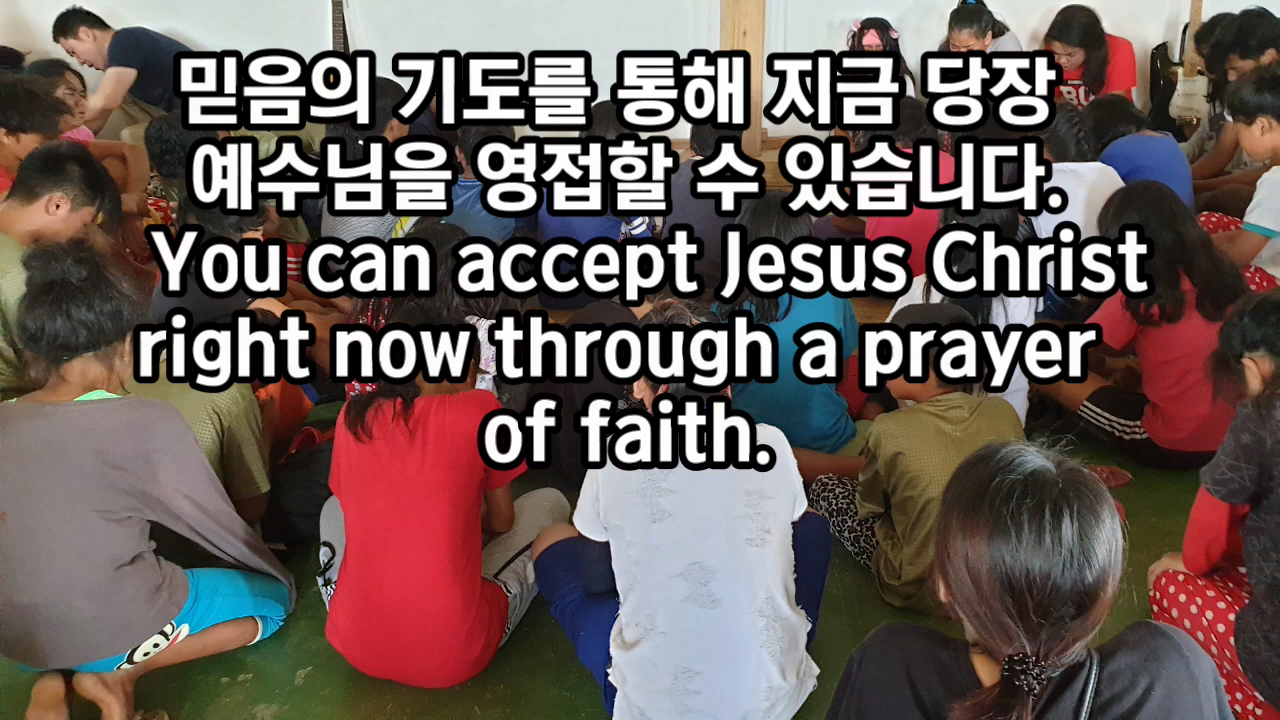 믿음의 기도를 통해 지금 당장
예수님을 영접할 수 있습니다.
You can accept Jesus Christ
right now through a prayer
of faith.